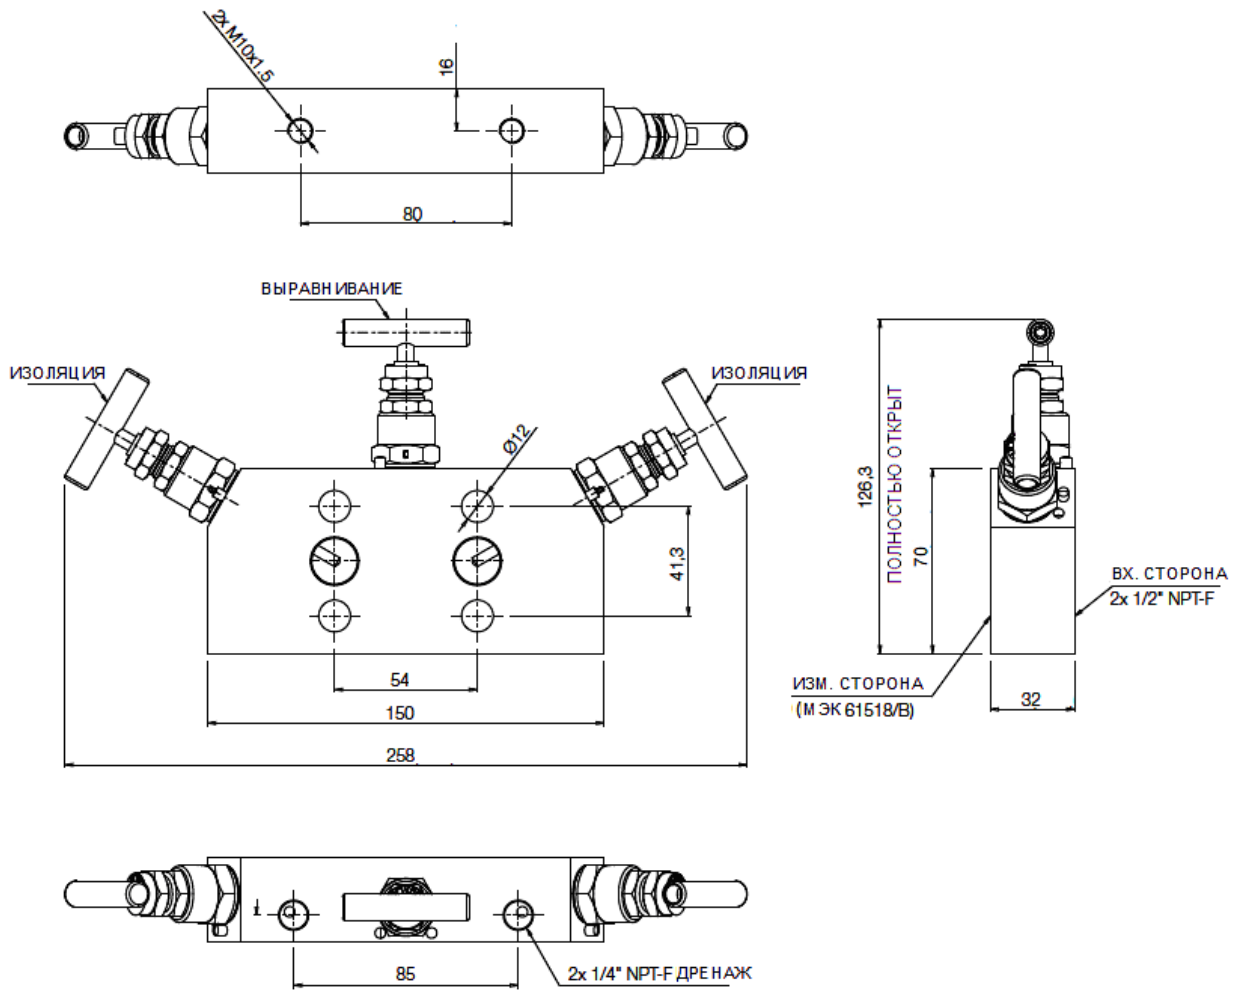 2x M10x1.5
16
80
ВЫРАВНИВАНИЕ
ИЗОЛЯЦИЯ
ИЗОЛЯЦИЯ
Ø12
41,3
54
150
258
126,3
ПОЛНОСТЬЮ ОТКРЫТ
70
ВХ. СТОРОНА
2x 1/2" NPT-F
ИЗМ. СТОРОНА
(МЭК 61518/B)
32
85
2x 1/4" NPT-F ДРЕНАЖ